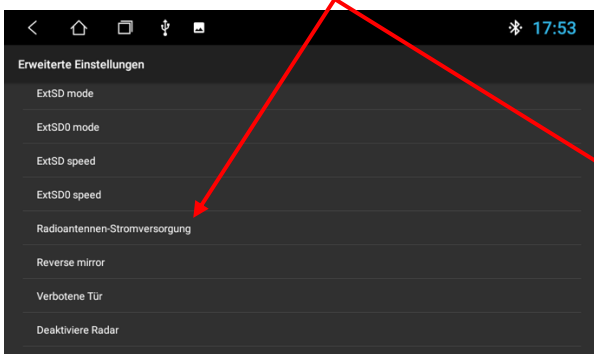 17:53
Erweiterte Einstellungen
ExtSD mode
ExtSD0 mode
ExtSD speed
ExtSD0 speed
Radioantennen-Stromversorgung
Reverse mirror
Verbotene Tür
Deaktiviere Radar